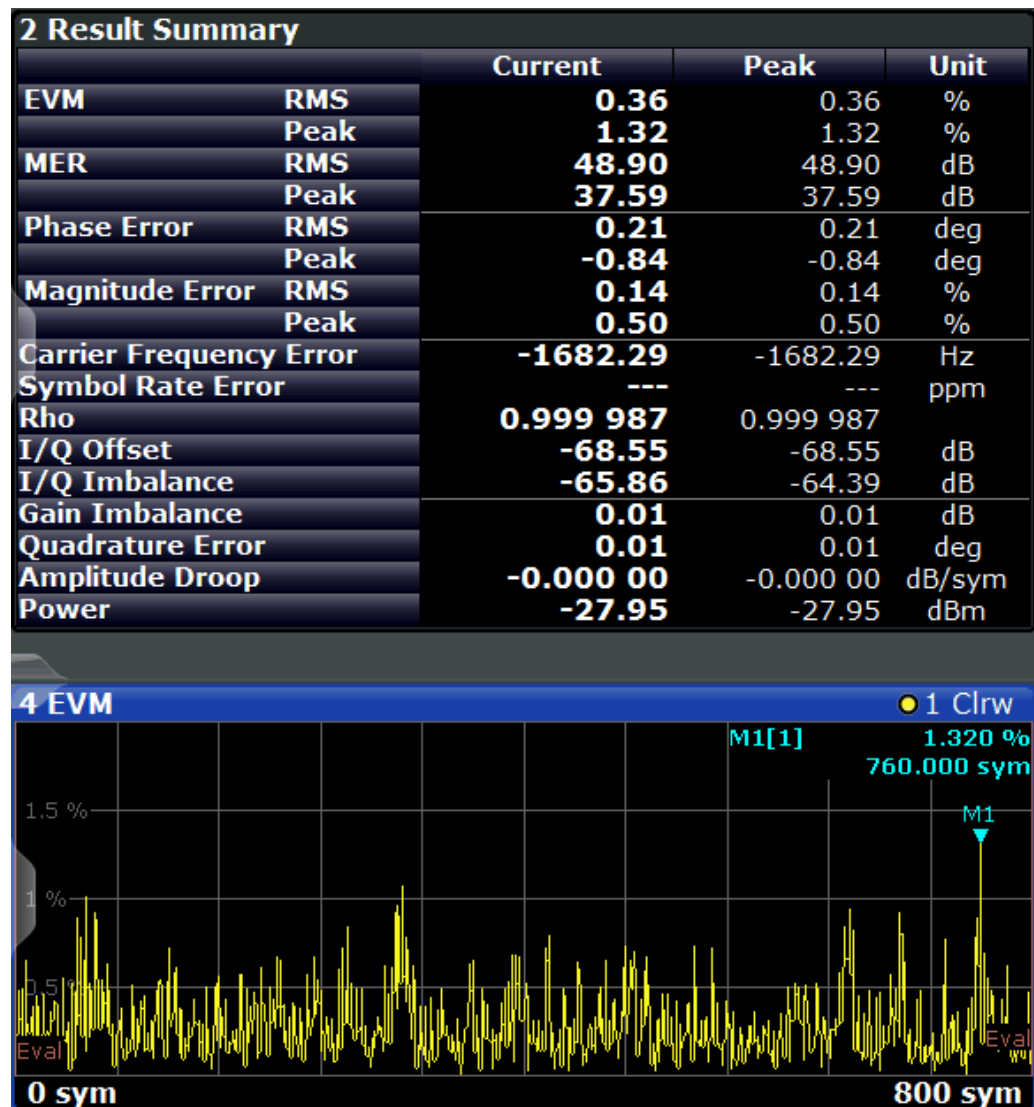 2 Result Summary
Current Peak Unit
EVM RMS 0.36 0.36 %
Peak 1.32 1.32 %
MER RMS 48.90 48.90 dB
Peak 37.59 37.59 dB
Phase Error RMS 0.21 0.21 deg
Peak -0.84 -0.84 deg
Magnitude Error RMS 0.14 0.14 %
Peak 0.50 0.50 %
Carrier Frequency Error -1682.29 -1682.29 Hz
Symbol Rate Error --- --- ppm
Rho 0.999 987 0.999 987
I/Q Offset -68.55 -68.55 dB
I/Q Imbalance -65.86 -64.39 dB
Gain Imbalance 0.01 0.01 dB
Quadrature Error 0.01 0.01 deg
Amplitude Droop -0.000 00 -0.000 00 dB/sym
Power -27.95 -27.95 dBm
4 EVM 1 Clrw
M1[1] 1.320 %
760.000 sym
1.5 %
M1
1 %
0.5 %
Eval Eval
0 sym 800 sym